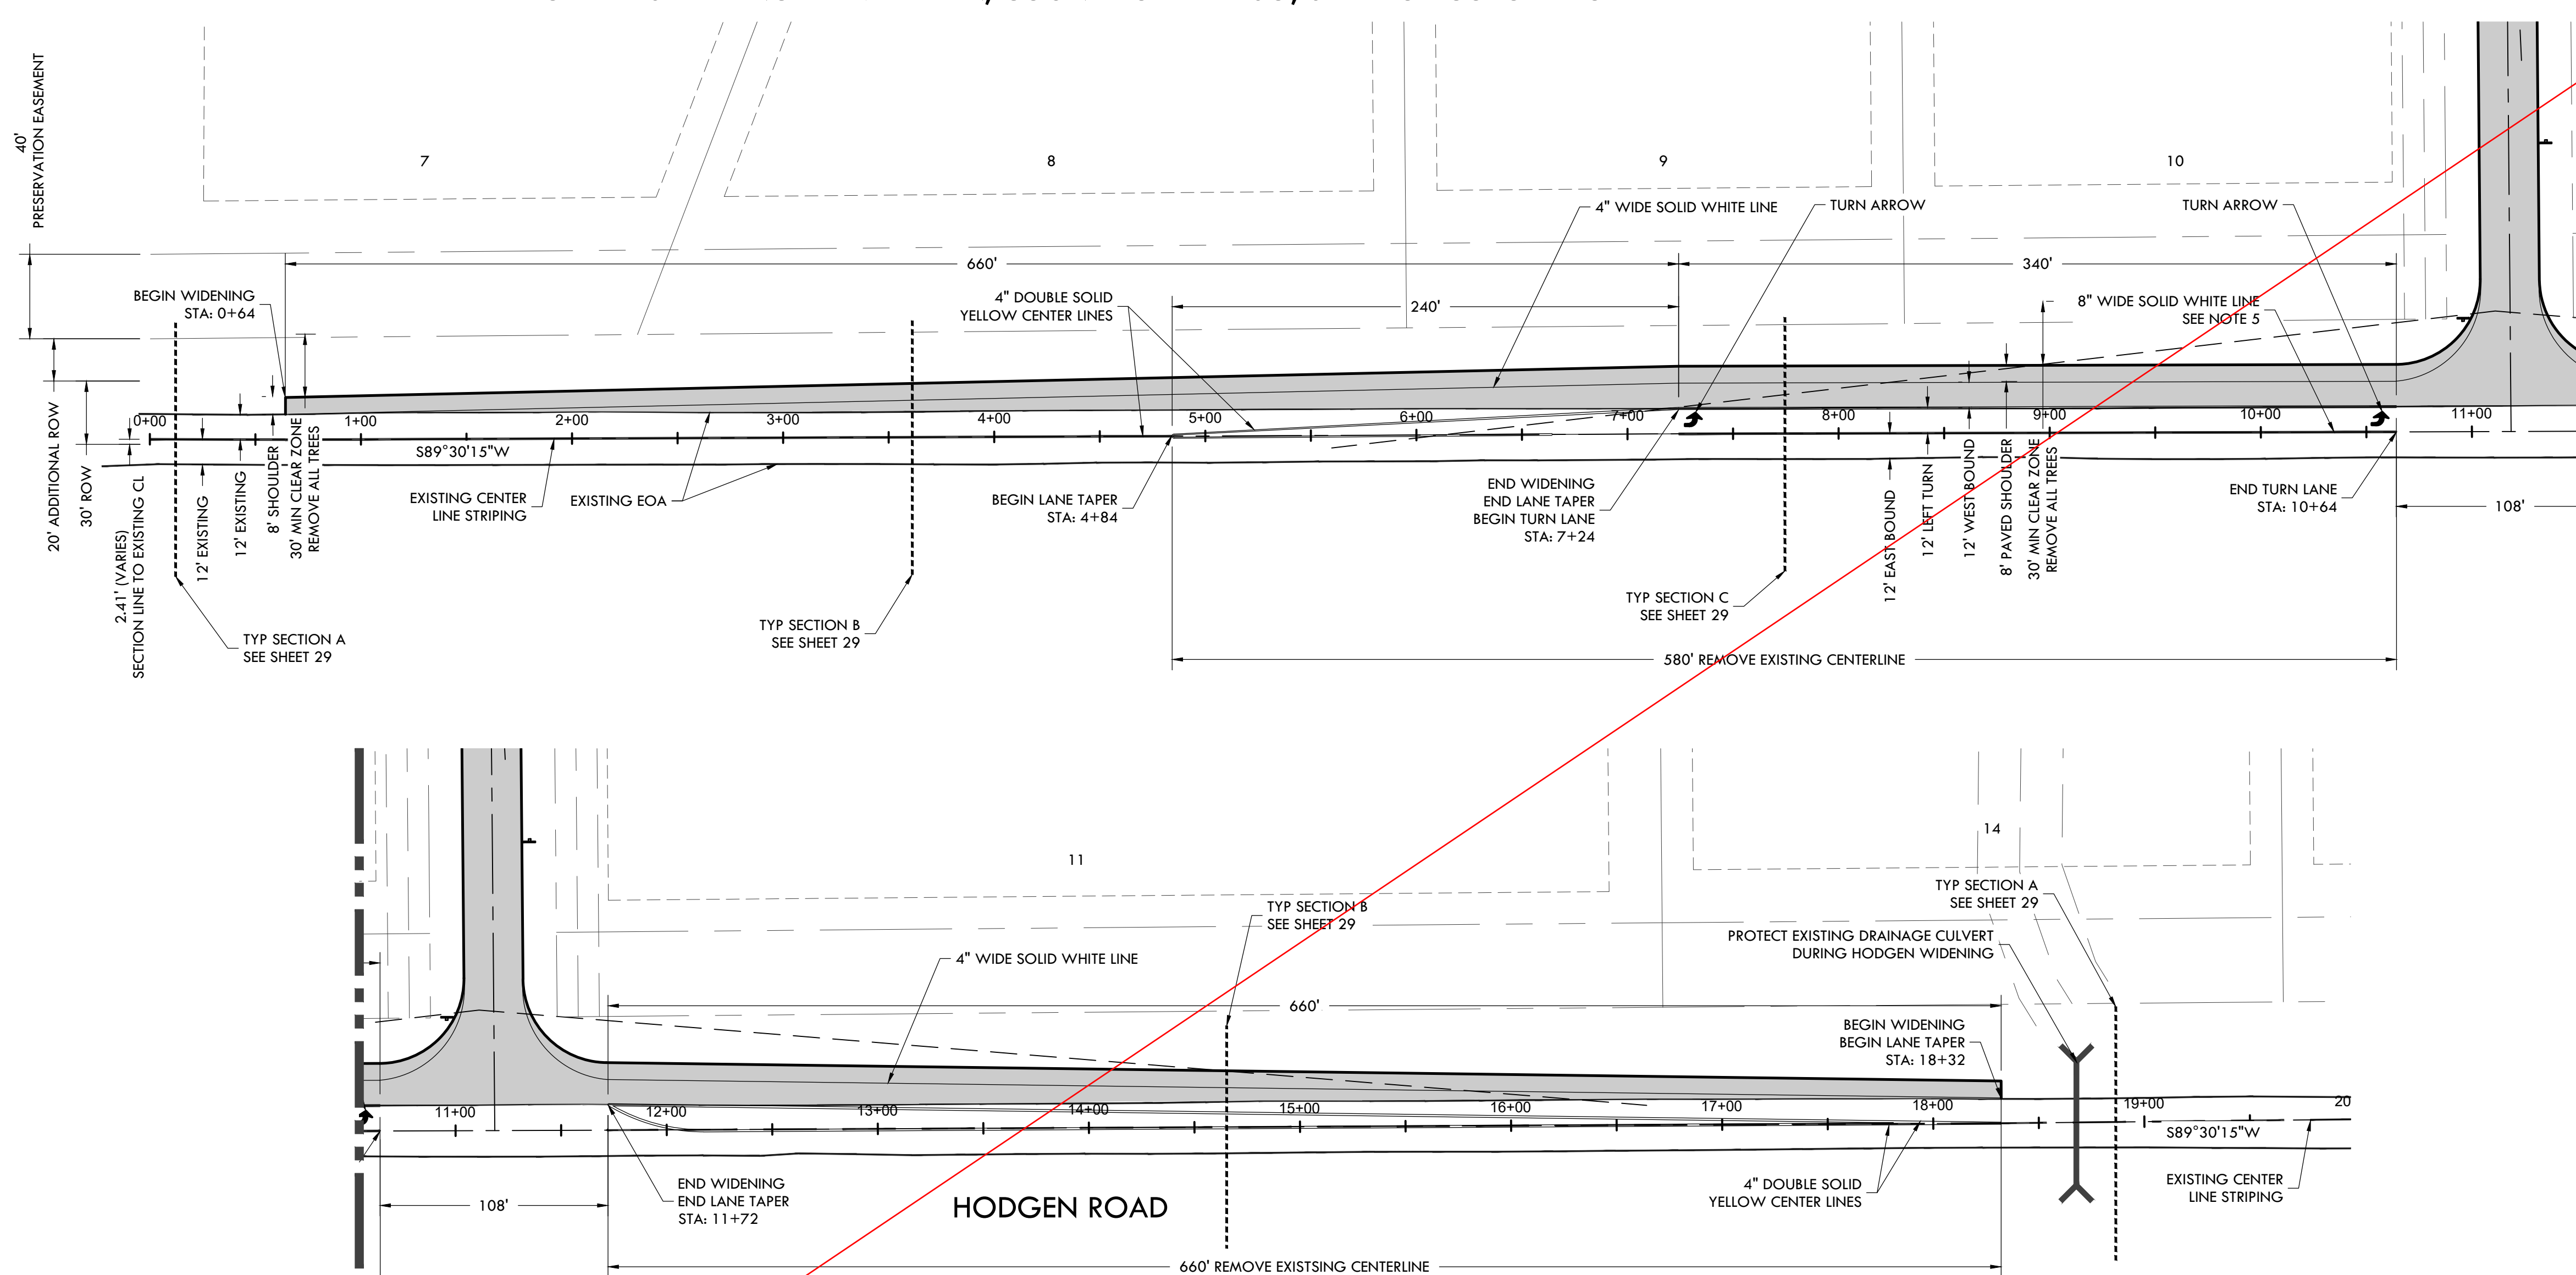 40'
PRESERVATION EASEMENT
7
8
9
10
4" WIDE SOLID WHITE LINE
TURN ARROW
TURN ARROW
660'
340'
BEGIN WIDENING
STA: 0+64
4" DOUBLE SOLID
YELLOW CENTER LINES
240'
8" WIDE SOLID WHITE LINE
SEE NOTE 5
0+00
1+00
2+00
3+00
4+00
5+00
6+00
7+00
8+00
9+00
10+00
11+00
S89°30'15"W
20' ADDITIONAL ROW
30' ROW
2.41' (VARIES)
SECTION LINE TO EXISTING CL
12' EXISTING
12' EXISTING
8' SHOULDER
30' MIN CLEAR ZONE
REMOVE ALL TREES
EXISTING CENTER
LINE STRIPING
EXISTING EOA
BEGIN LANE TAPER
STA: 4+84
END WIDENING
END LANE TAPER
BEGIN TURN LANE
STA: 7+24
12' EAST BOUND
12' LEFT TURN
12' WEST BOUND
8' PAVED SHOULDER
30' MIN CLEAR ZONE
REMOVE ALL TREES
END TURN LANE
STA: 10+64
108'
TYP SECTION A
SEE SHEET 29
TYP SECTION B
SEE SHEET 29
TYP SECTION C
SEE SHEET 29
580' REMOVE EXISTING CENTERLINE
11
14
TYP SECTION B
SEE SHEET 29
TYP SECTION A
SEE SHEET 29
4" WIDE SOLID WHITE LINE
PROTECT EXISTING DRAINAGE CULVERT
DURING HODGEN WIDENING
660'
BEGIN WIDENING
BEGIN LANE TAPER
STA: 18+32
11+00
12+00
13+00
14+00
15+00
16+00
17+00
18+00
19+00
20
S89°30'15"W
108'
END WIDENING
END LANE TAPER
STA: 11+72
HODGEN ROAD
4" DOUBLE SOLID
YELLOW CENTER LINES
EXISTING CENTER
LINE STRIPING
660' REMOVE EXISTSING CENTERLINE